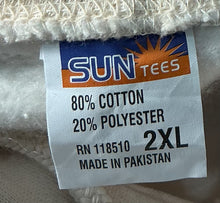 SUN TEES
80% COTTON
20% POLYESTER
RN 118510 2XL
MADE IN PAKISTAN